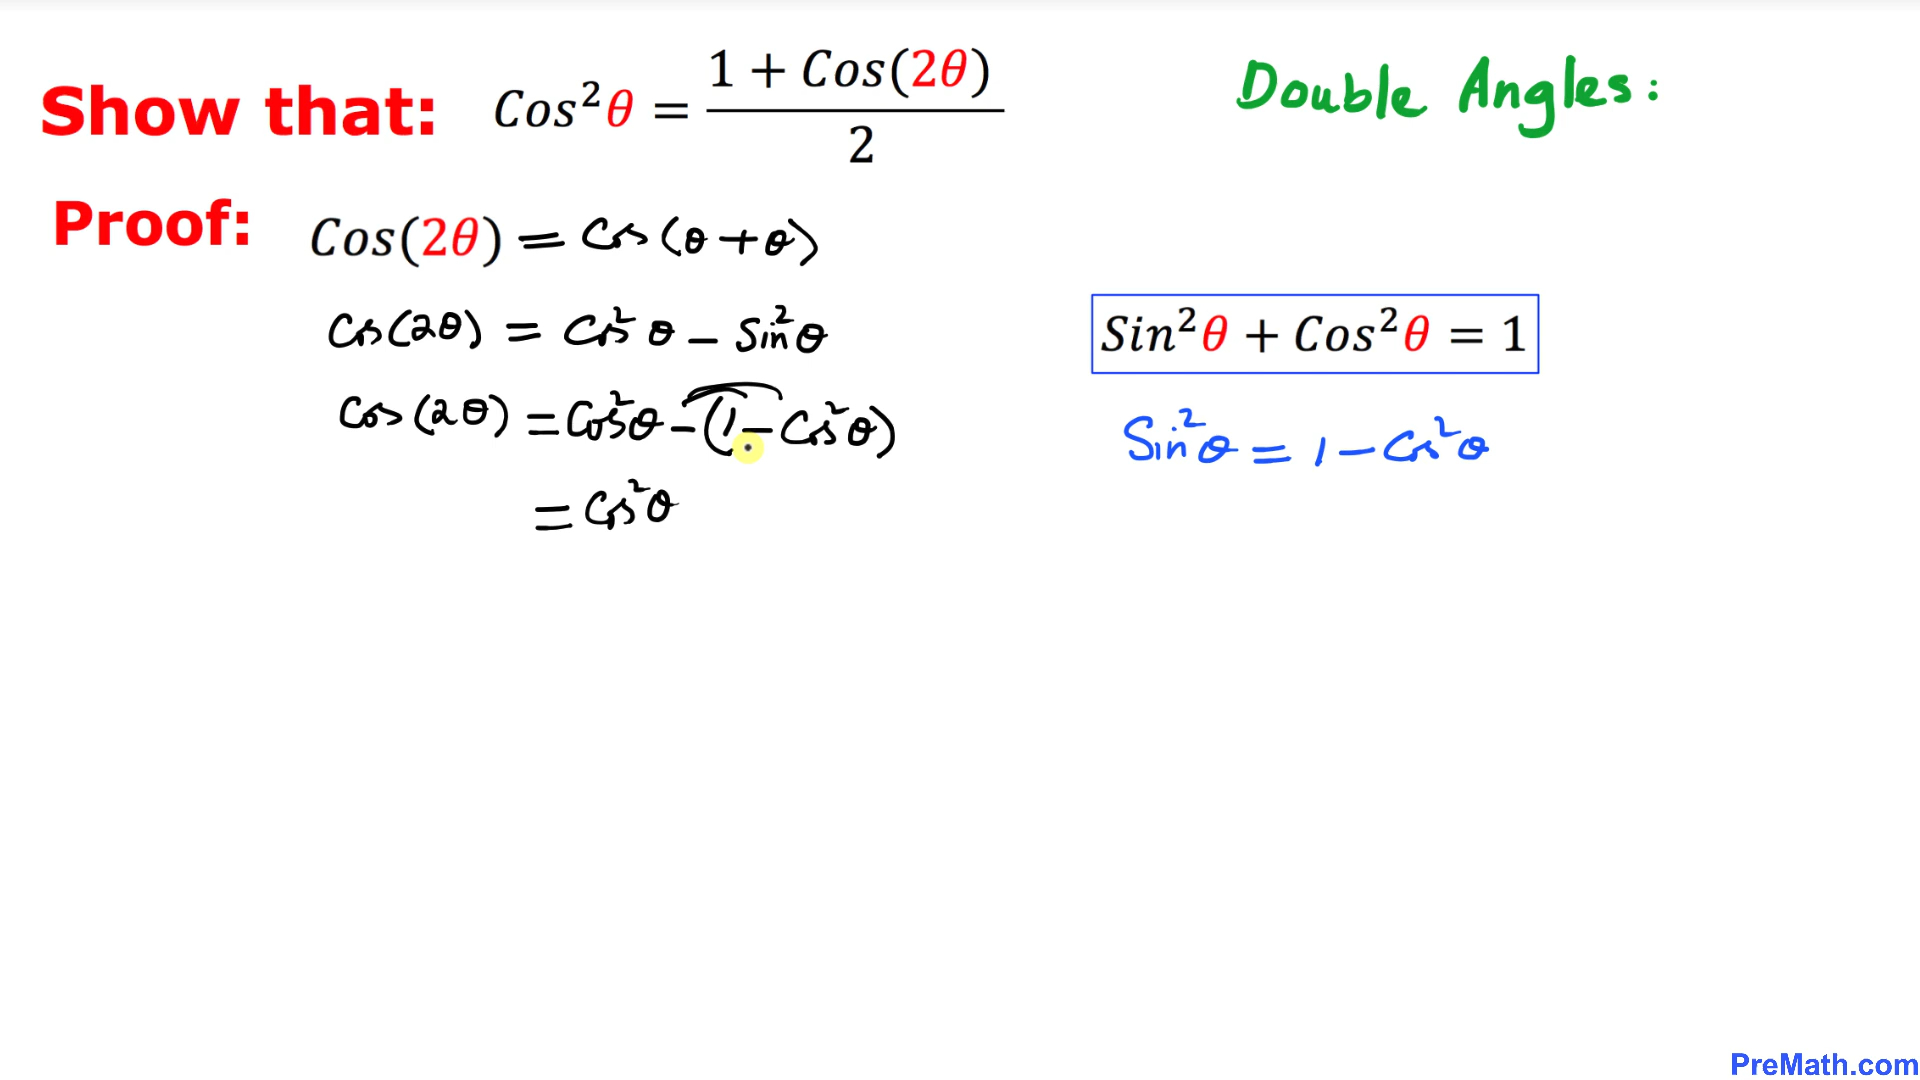 Show that: Cos²θ = (1 + Cos(2θ))/2
Double Angles:
Proof: Cos(2θ) = Cos(θ + θ)
Cos(2θ) = Cos²θ - Sin²θ
Sin²θ + Cos²θ = 1
Cos(2θ) = Cos²θ - (1 - Cos²θ)
Sin²θ = 1 - Cos²θ
= Cos²θ
PreMath.com